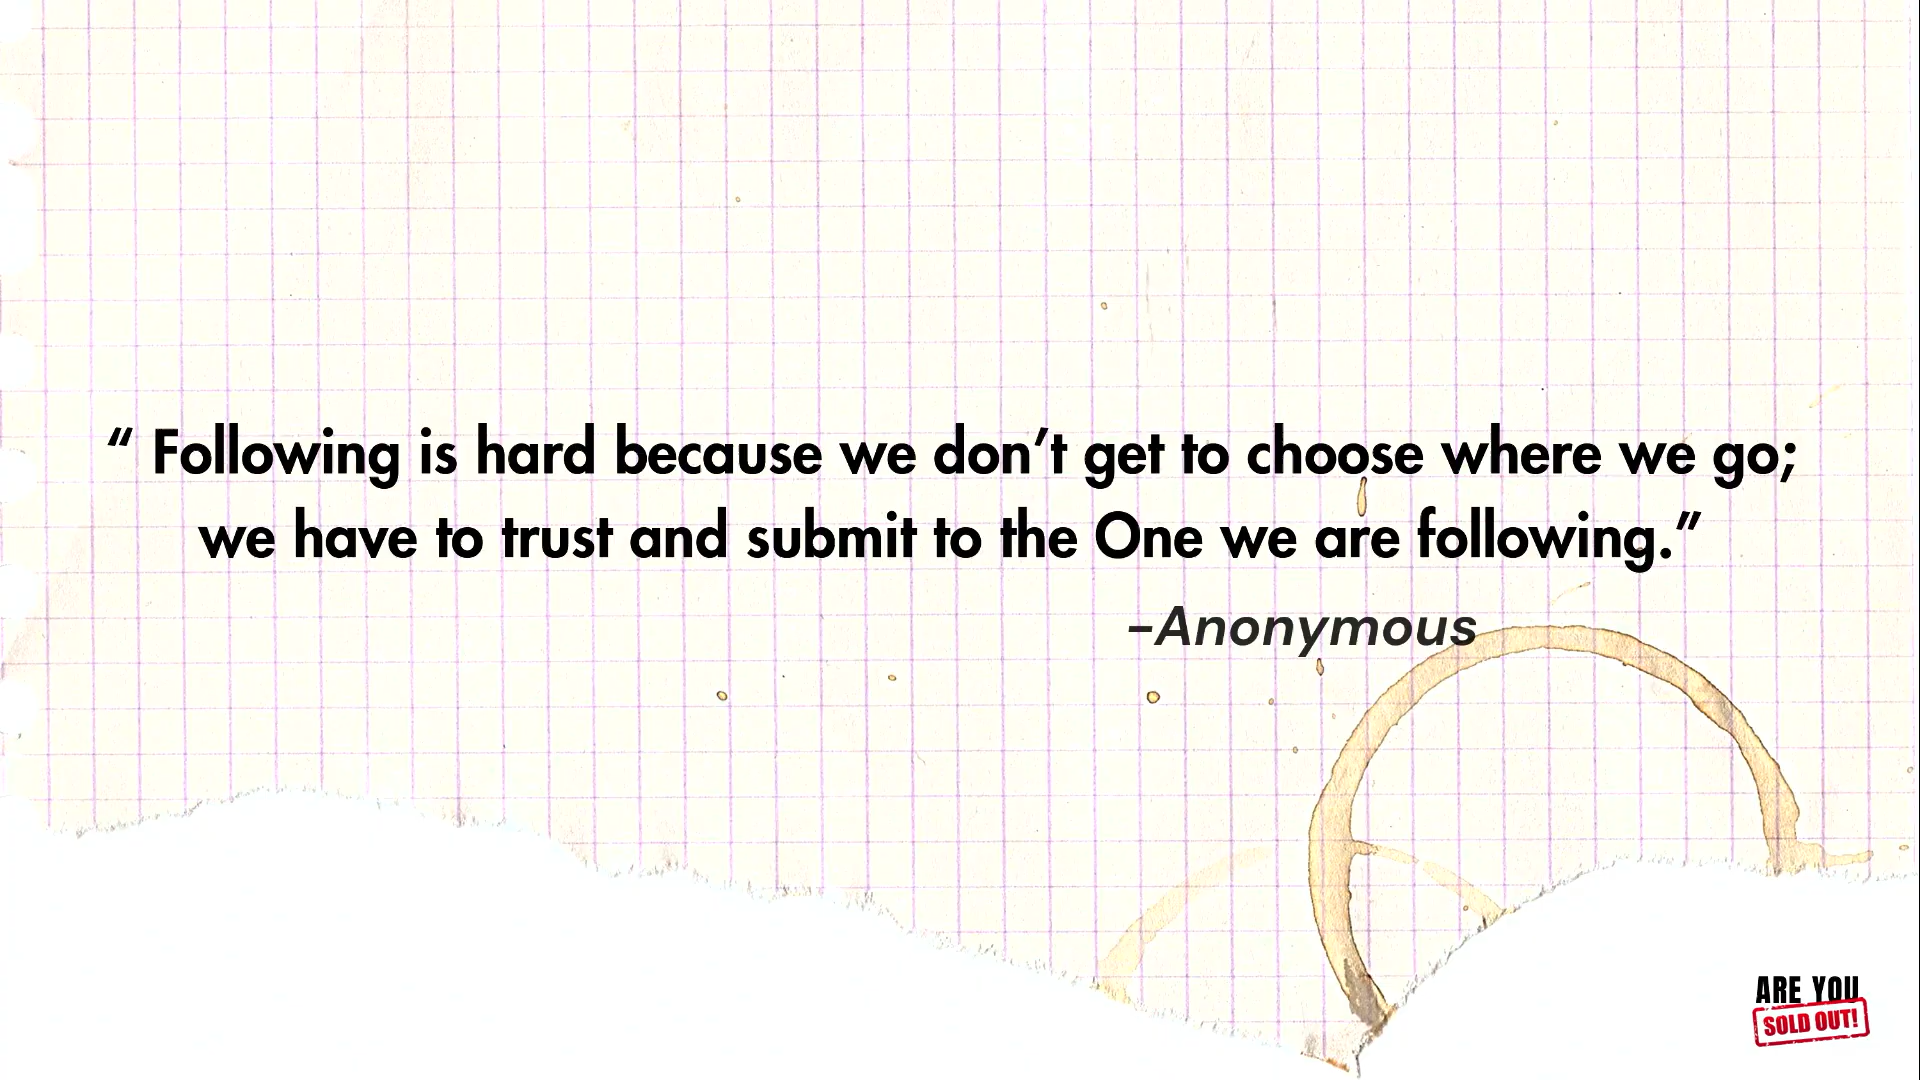 “ Following is hard because we don’t get to choose where we go;
we have to trust and submit to the One we are following.”
–Anonymous
ARE YOU
SOLD OUT!